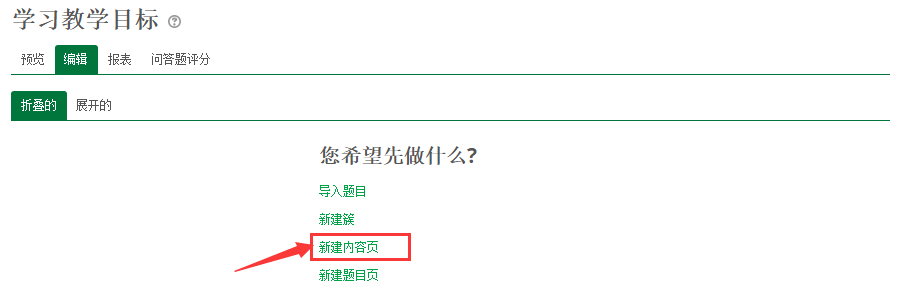 学习教学目标
预览 编辑 报表 问答题评分
折叠的 展开的
您希望先做什么?
导入题目
新建簇
新建内容页
新建题目页